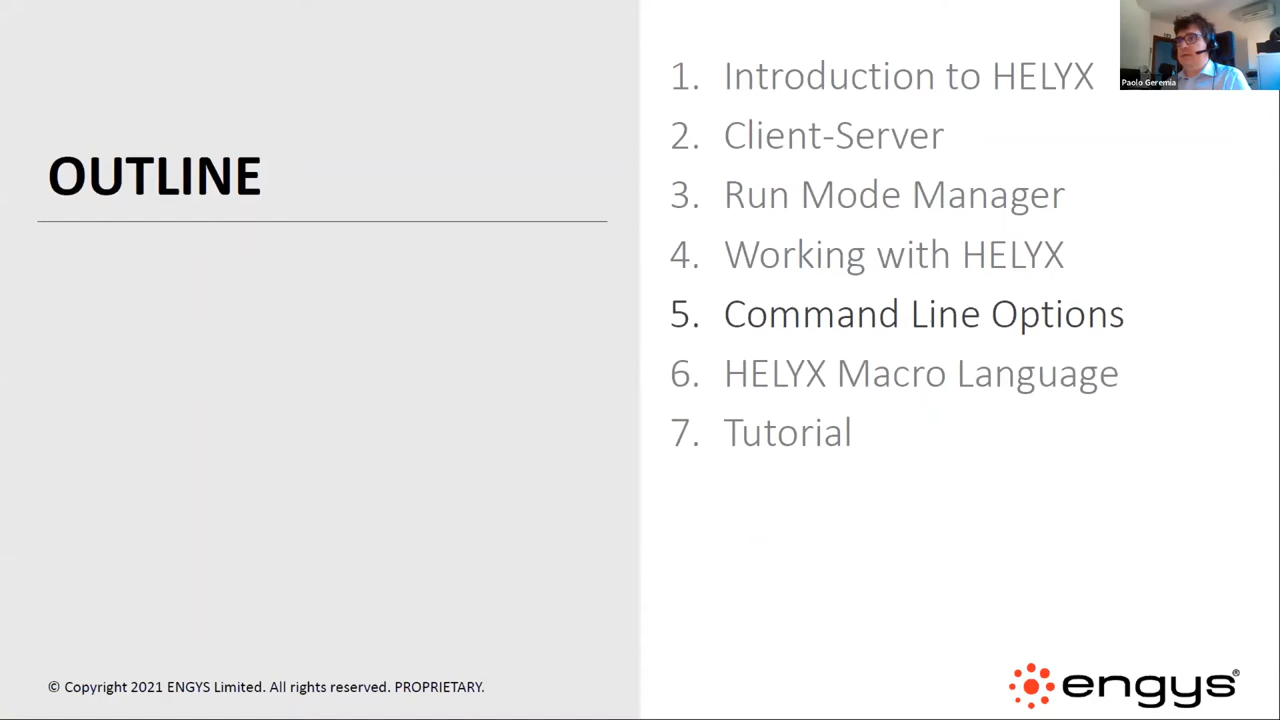 OUTLINE
1. Introduction to HELYX
2. Client-Server
3. Run Mode Manager
4. Working with HELYX
5. Command Line Options
6. HELYX Macro Language
7. Tutorial
Paolo Geremia
© Copyright 2021 ENGYS Limited. All rights reserved. PROPRIETARY.
engys®